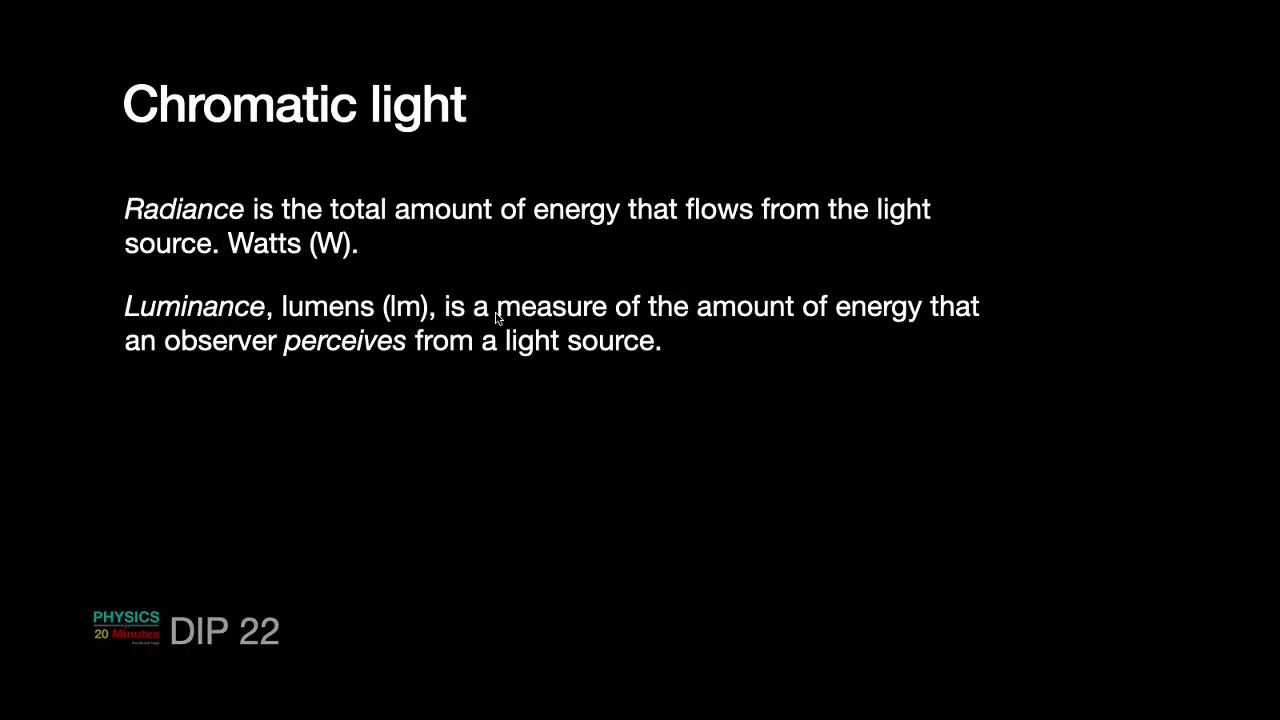 Chromatic light
Radiance is the total amount of energy that flows from the light
source. Watts (W).
Luminance, lumens (lm), is a measure of the amount of energy that
an observer perceives from a light source.
PHYSICS
20 Minutes
DIP 22